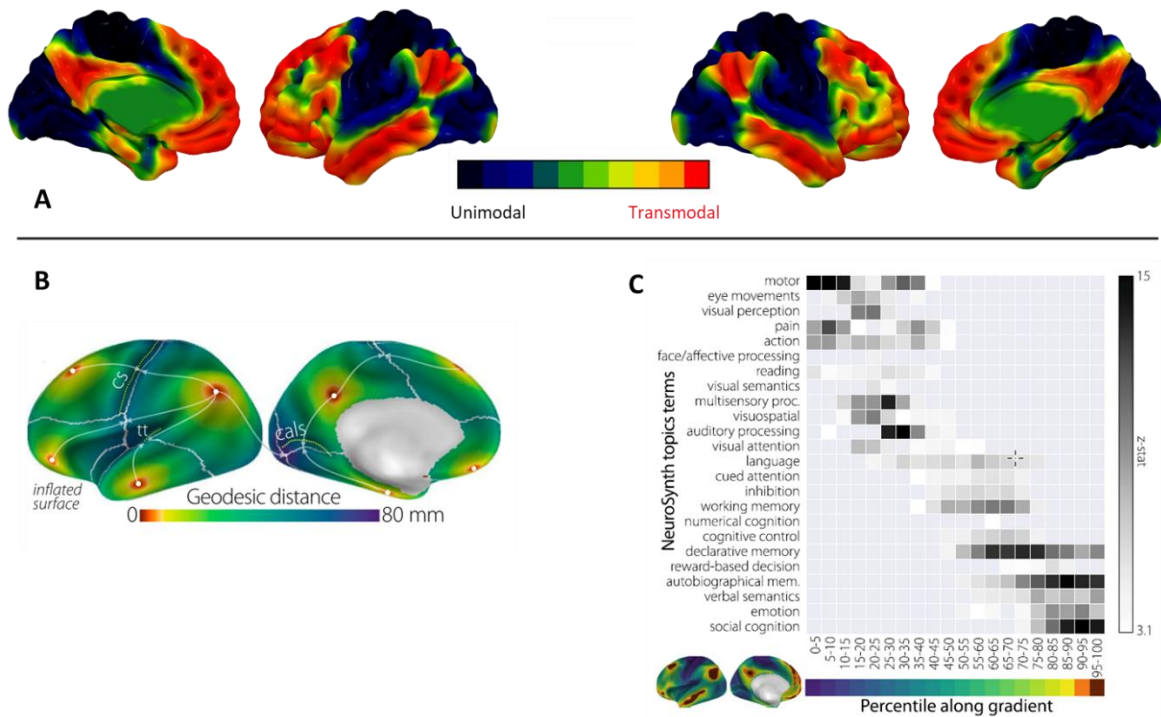 A
Unimodal
Transmodal
B
cs
tt
cals
inflated
surface
Geodesic distance
0
80 mm
C
NeuroSynth topics terms
motor
eye movements
visual perception
pain
action
face/affective processing
reading
visual semantics
multisensory proc.
visuospatial
auditory processing
visual attention
language
cued attention
inhibition
working memory
numerical cognition
cognitive control
declarative memory
reward-based decision
autobiographical mem.
verbal semantics
emotion
social cognition
15
z-stat
3.1
0-5
5-10
10-15
15-20
20-25
25-30
30-35
35-40
40-45
45-50
50-55
55-60
60-65
65-70
70-75
75-80
80-85
85-90
90-95
95-100
Percentile along gradient